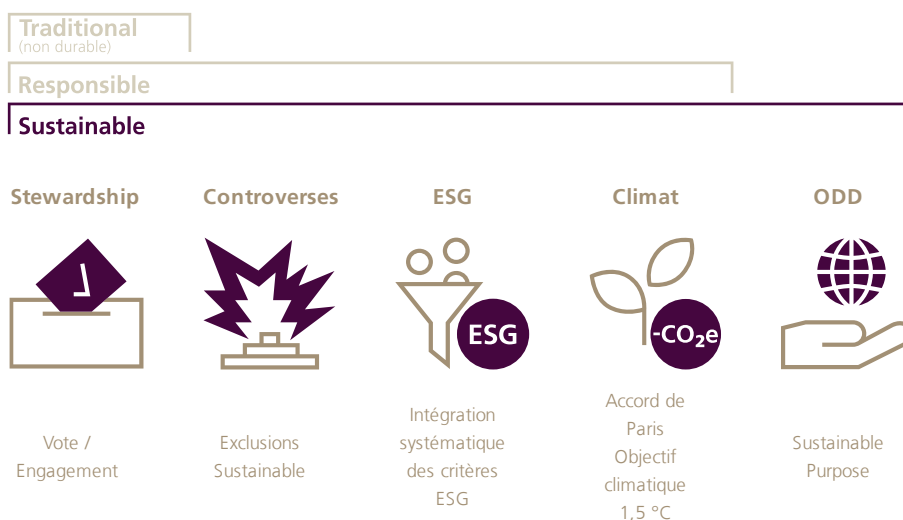 Traditional
(non durable)
Responsible
Sustainable
Stewardship
Controverses
ESG
Climat
ODD
ESG
-CO₂e
Vote /
Engagement
Exclusions
Sustainable
Intégration
systématique
des critères
ESG
Accord de
Paris
Objectif
climatique
1,5 °C
Sustainable
Purpose